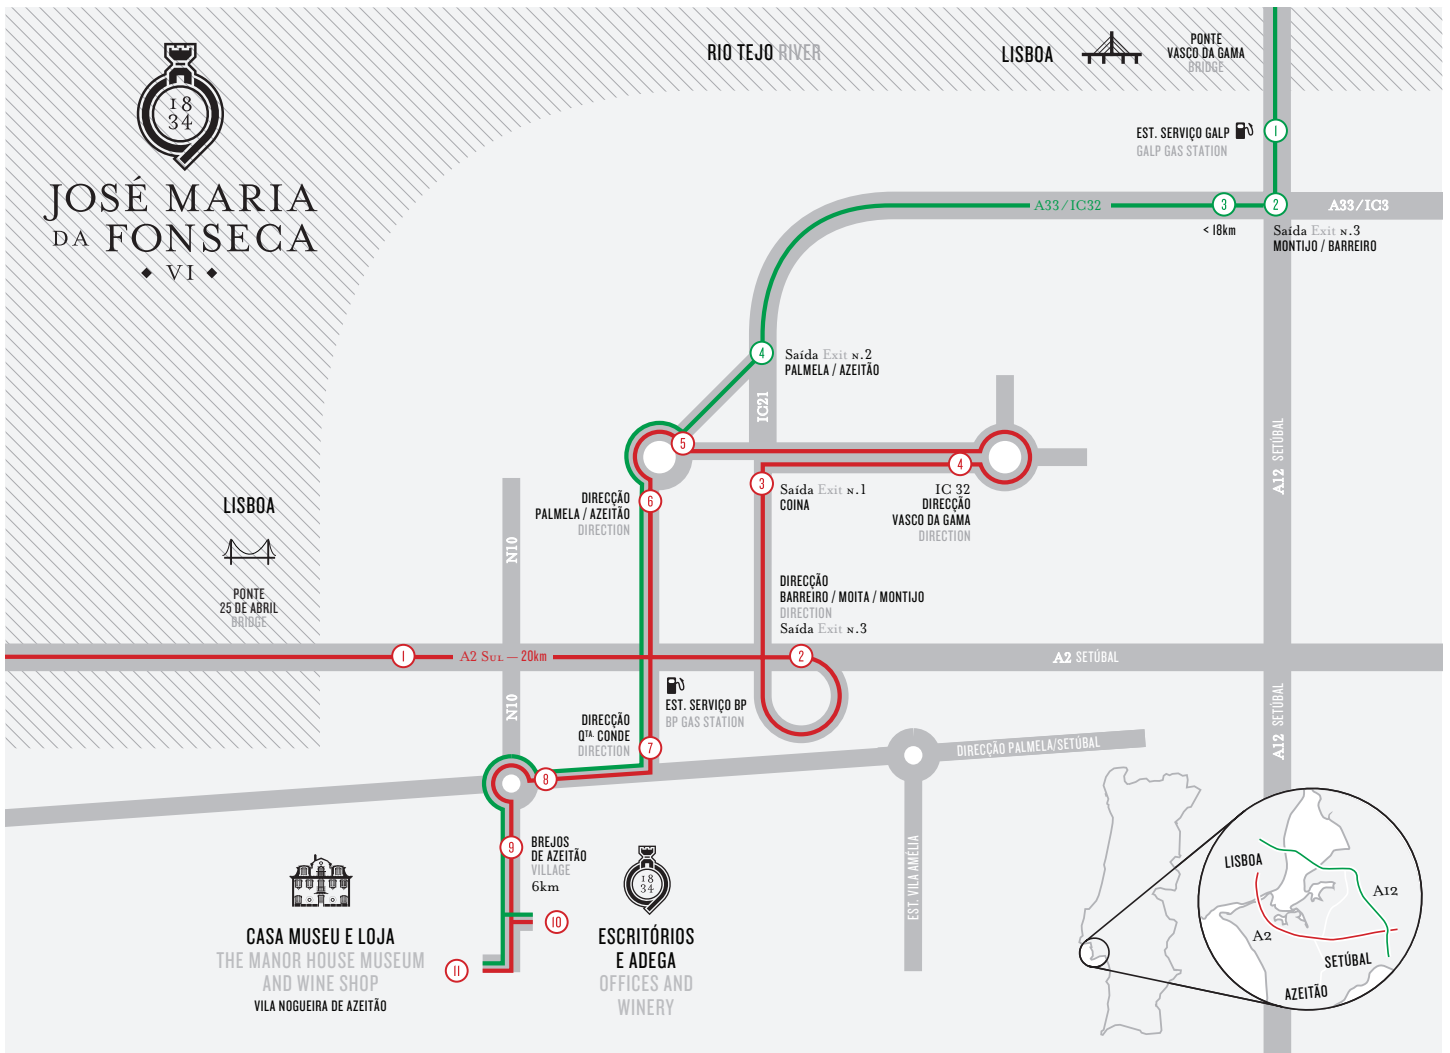 RIO TEJO RIVER
LISBOA
PONTE
VASCO DA GAMA
BRIDGE
18
34
JOSÉ MARIA
DA FONSECA
VI
EST. SERVIÇO GALP
GALP GAS STATION
1
A33/IC32
3
2
A33/IC3
< 18km
Saída Exit N.3
MONTIJO / BARREIRO
4
Saída Exit N.2
PALMELA / AZEITÃO
IC21
A12 SETÚBAL
5
4
3
Saída Exit N.1
COINA
IC 32
DIRECÇÃO
VASCO DA GAMA
DIRECTION
DIRECÇÃO
PALMELA / AZEITÃO
DIRECTION
6
LISBOA
PONTE
25 DE ABRIL
BRIDGE
N10
DIRECÇÃO
BARREIRO / MOITA / MONTIJO
DIRECTION
Saída Exit N.3
1
A2 SUL — 20km
2
A2 SETÚBAL
N10
EST. SERVIÇO BP
BP GAS STATION
A12 SETÚBAL
DIRECÇÃO
QTA. CONDE
DIRECTION
7
DIRECÇÃO PALMELA/SETÚBAL
8
9
BREJOS
DE AZEITÃO
VILLAGE
6km
18
34
EST. VILA AMÉLIA
10
11
CASA MUSEU E LOJA
THE MANOR HOUSE MUSEUM
AND WINE SHOP
VILA NOGUEIRA DE AZEITÃO
ESCRITÓRIOS
E ADEGA
OFFICES AND
WINERY
LISBOA
A12
A2
SETÚBAL
AZEITÃO